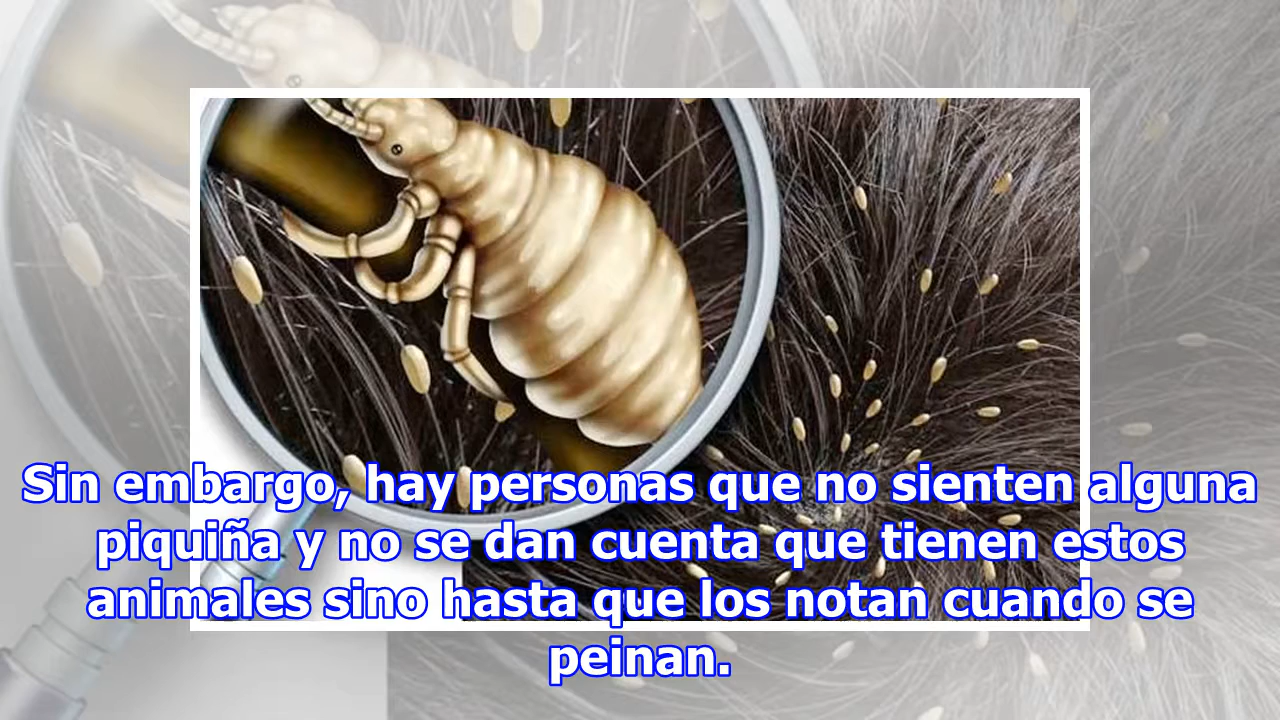 Sin embargo, hay personas que no sienten alguna
piquiña y no se dan cuenta que tienen estos
animales sino hasta que los notan cuando se
peinan.